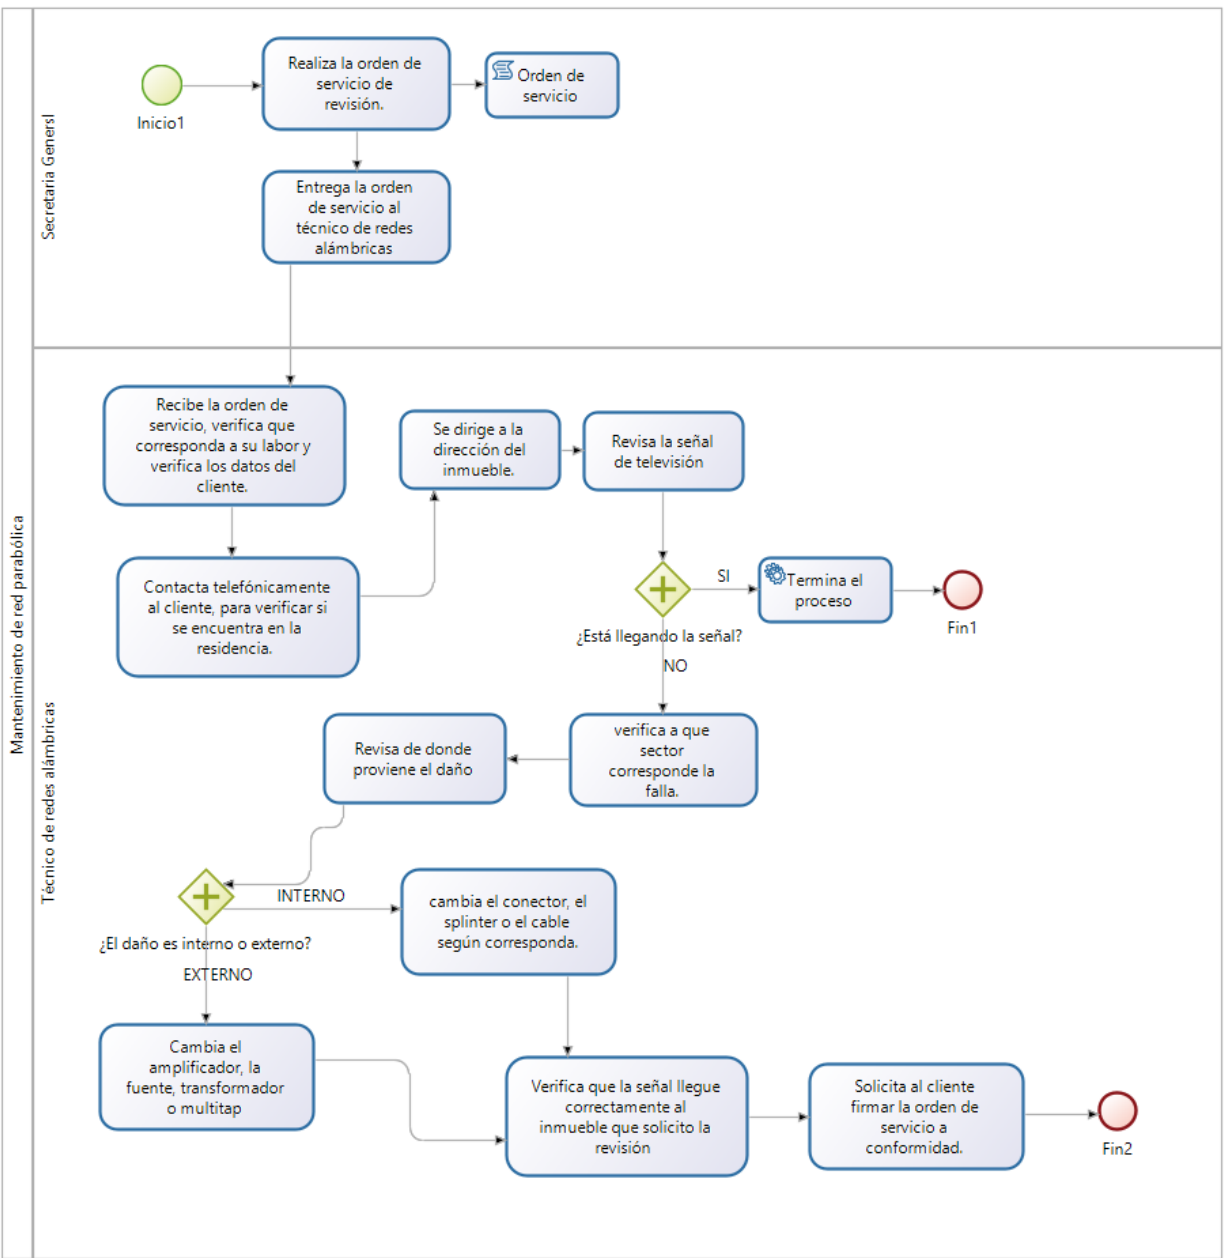 Mantenimiento de red parabólica
Secretaria Genersl
Inicio1
Realiza la orden de
servicio de
revisión.
Orden de
servicio
Entrega la orden
de servicio al
técnico de redes
alámbricas
Técnico de redes alámbricas
Recibe la orden de
servicio, verifica que
corresponda a su labor y
verifica los datos del
cliente.
Contacta telefónicamente
al cliente, para verificar si
se encuentra en la
residencia.
Se dirige a la
dirección del
inmueble.
Revisa la señal
de televisión
¿Está llegando la señal?
SI
Termina el
proceso
Fin1
NO
verifica a que
sector
corresponde la
falla.
Revisa de donde
proviene el daño
¿El daño es interno o externo?
INTERNO
cambia el conector, el
splinter o el cable
según corresponda.
EXTERNO
Cambia el
amplificador, la
fuente, transformador
o multitap
Verifica que la señal llegue
correctamente al
inmueble que solicito la
revisión
Solicita al cliente
firmar la orden de
servicio a
conformidad.
Fin2